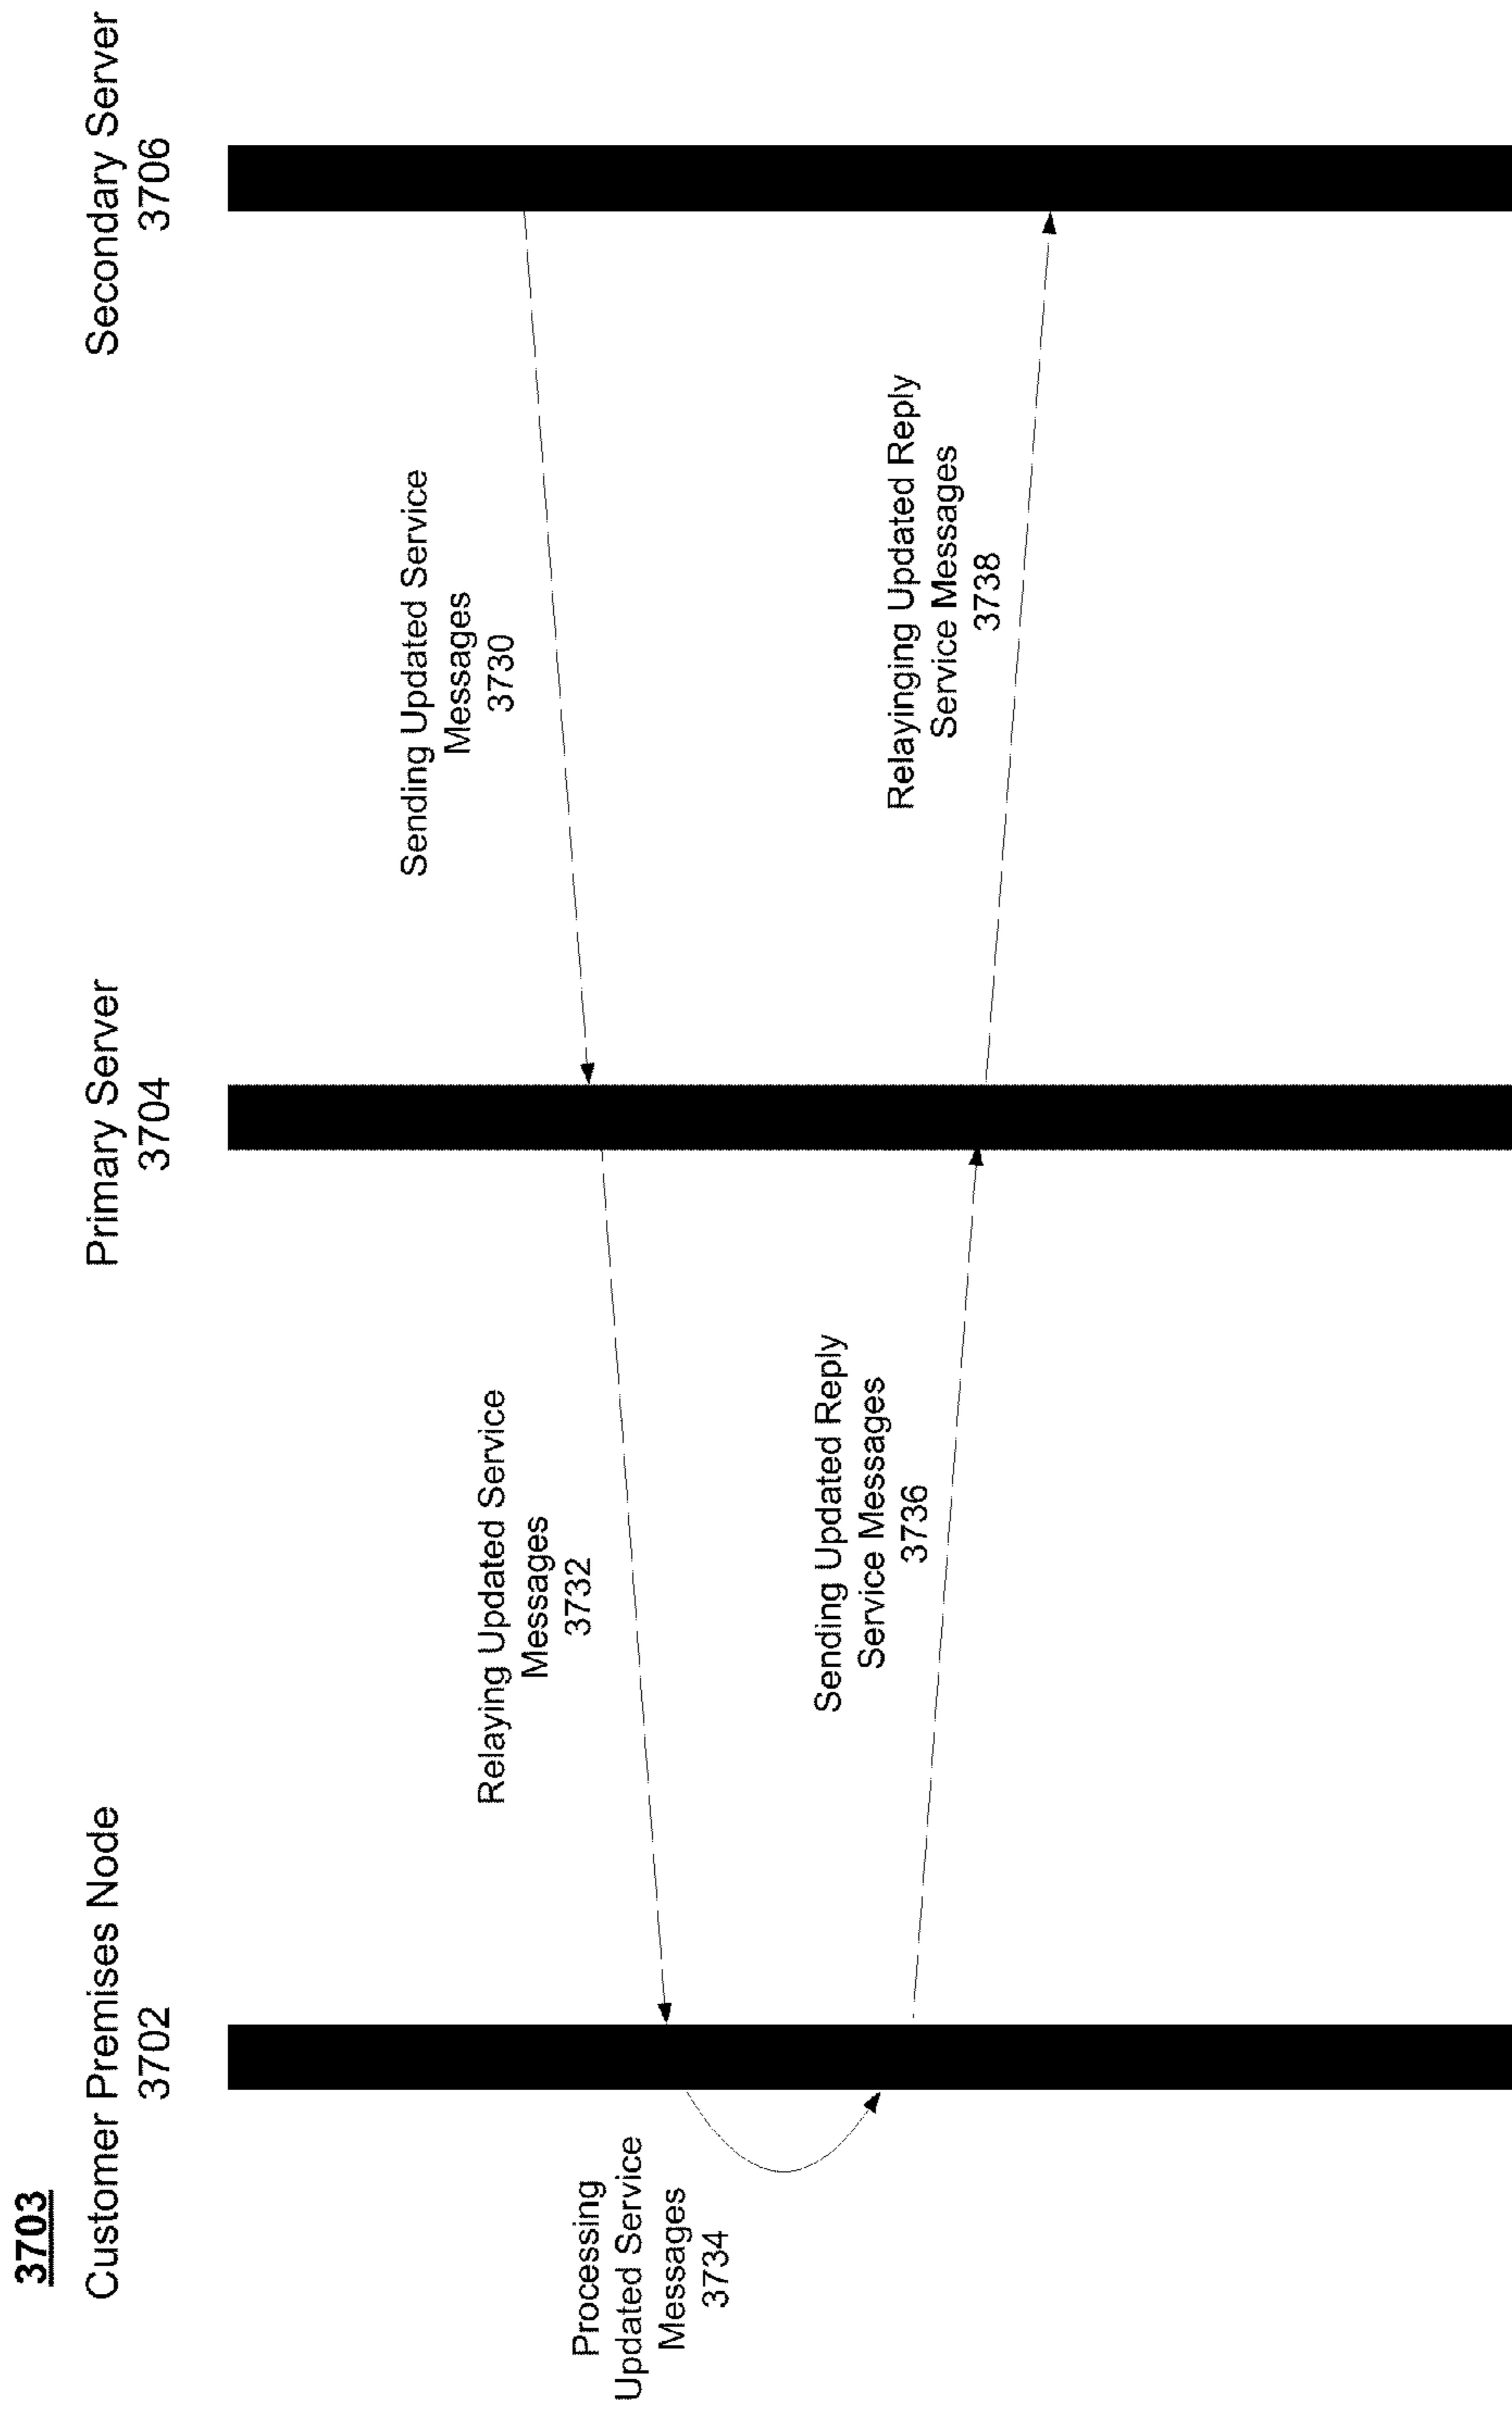 3703
Customer Premises Node
3702
Primary Server
3704
Secondary Server
3706
Sending Updated Service
Messages
3730
Relaying Updated Service
Messages
3732
Processing
Updated Service
Messages
3734
Sending Updated Reply
Service Messages
3736
Relayinging Updated Reply
Service Messages
3738